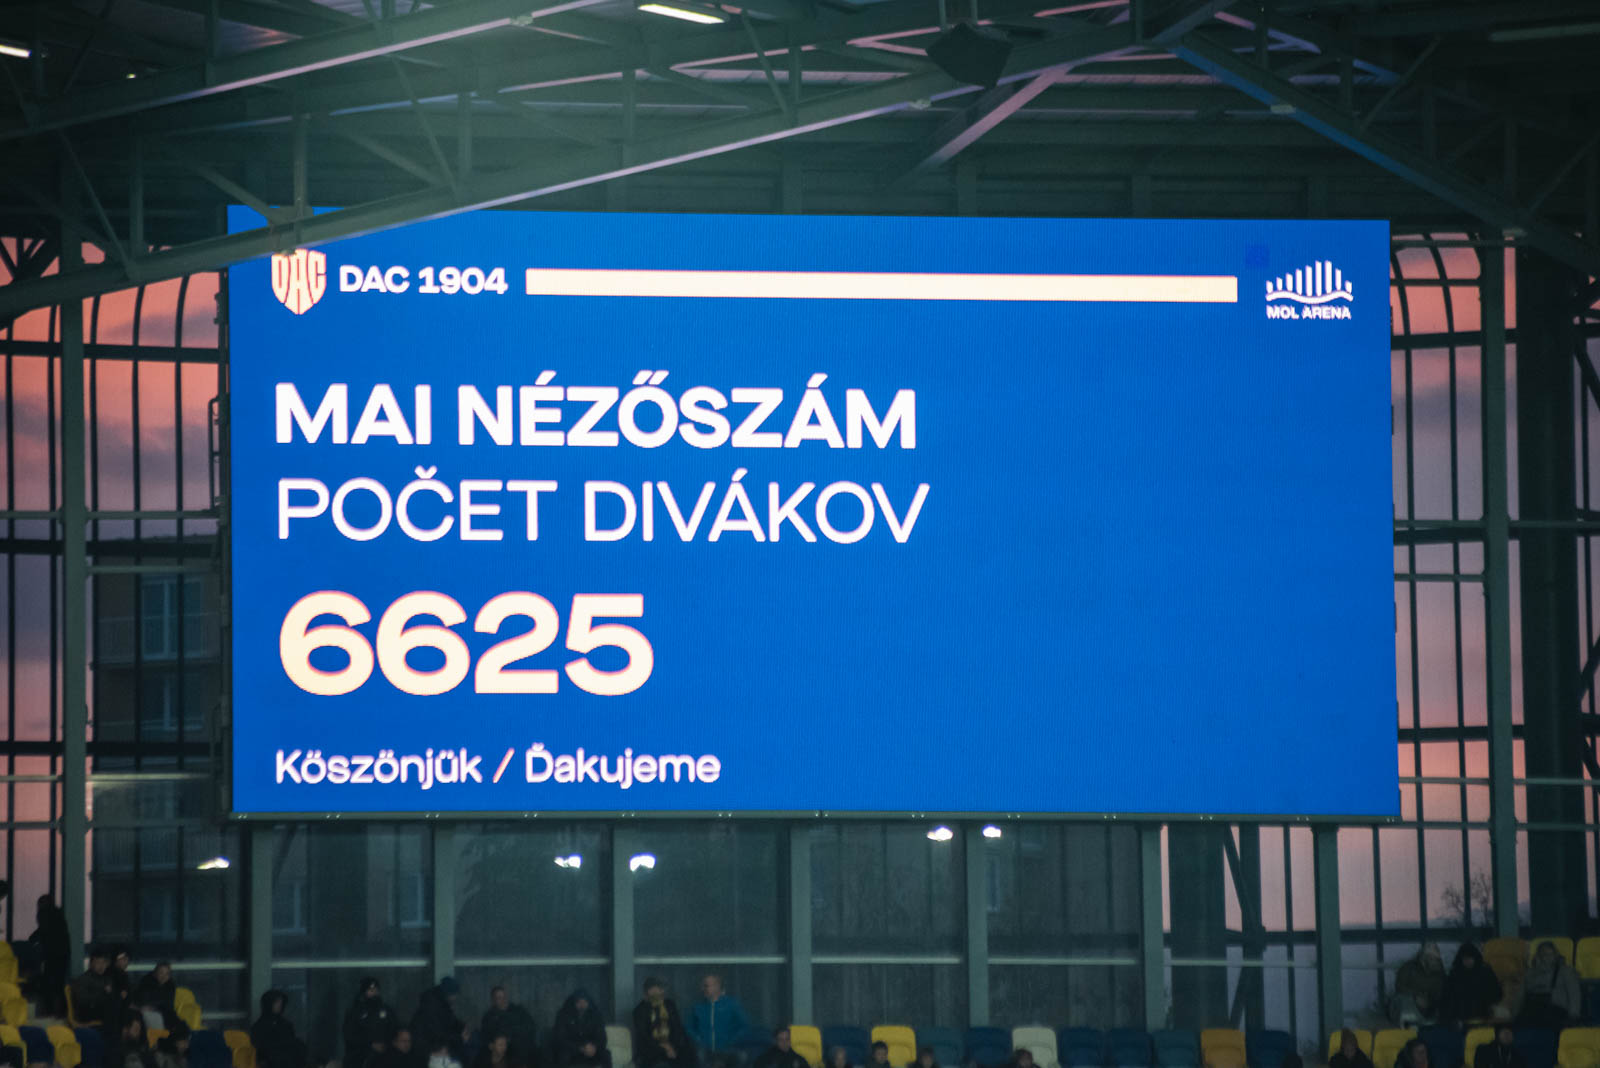 DAC DAC 1904
MOL ARENA
MAI NÉZŐSZÁM
POČET DIVÁKOV
6625
Köszönjük / Ďakujeme